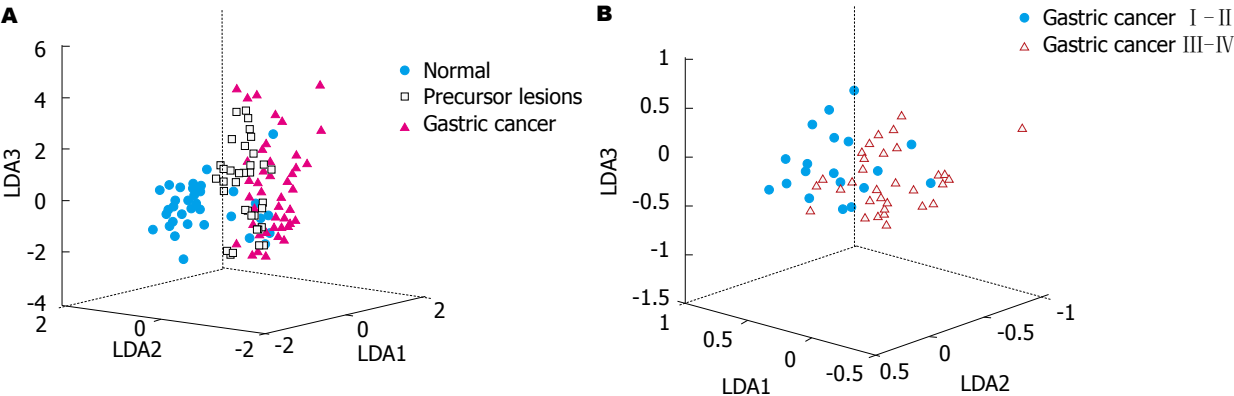 A
6
4
2
0
-2
-4
LDA3
2
0
-2
LDA2
-2
0
2
LDA1
Normal
Precursor lesions
Gastric cancer
B
1
0.5
0
-0.5
-1
-1.5
LDA3
1
0.5
0
-0.5
LDA1
0.5
0
-0.5
-1
LDA2
Gastric cancer Ⅰ-Ⅱ
Gastric cancer Ⅲ-Ⅳ